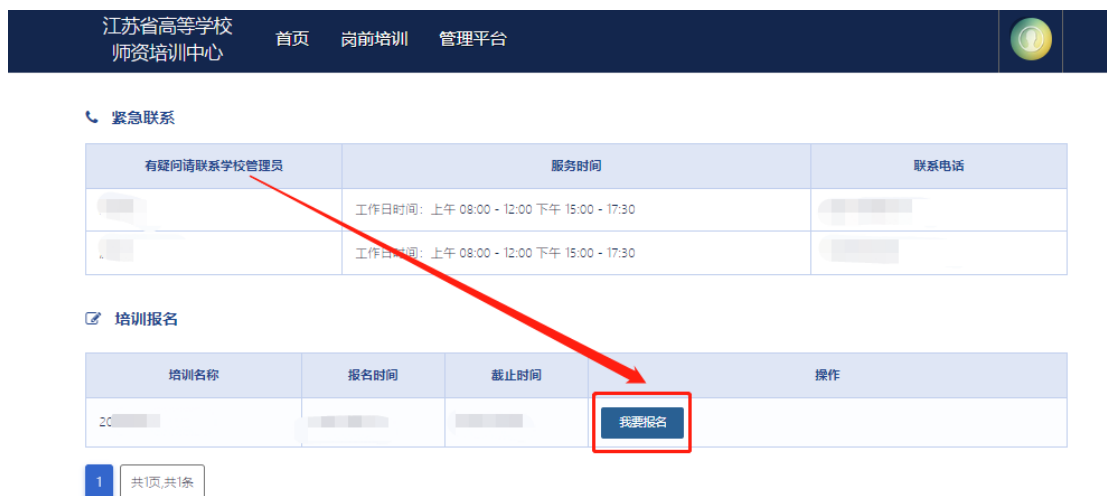 江苏省高等学校
师资培训中心
首页 岗前培训 管理平台
紧急联系
有疑问请联系学校管理员 服务时间 联系电话
工作日时间：上午 08:00 - 12:00 下午 15:00 - 17:30
工作日时间：上午 08:00 - 12:00 下午 15:00 - 17:30
培训报名
培训名称 报名时间 截止时间 操作
20 我要报名
1 共1页,共1条